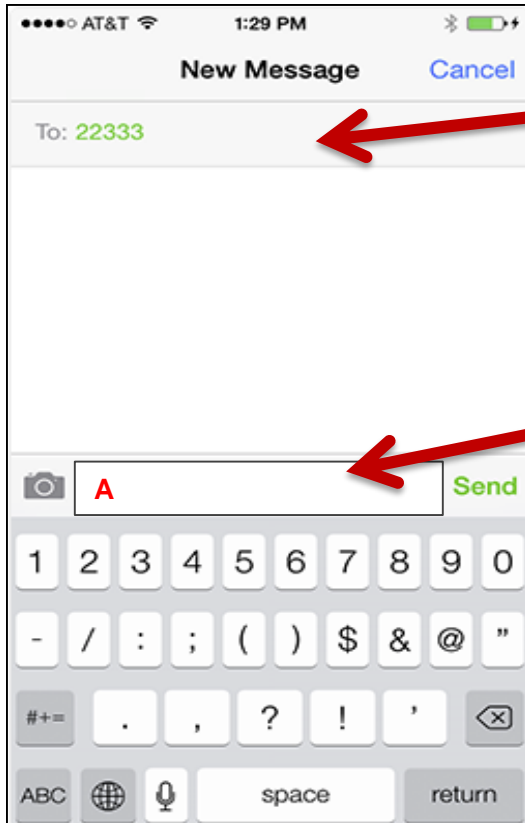 AT&T 1:29 PM
New Message Cancel
To: 22333
A Send
1 2 3 4 5 6 7 8 9 0
- / : ; ( ) $ & @ "
#+= . , ? ! '
ABC space return